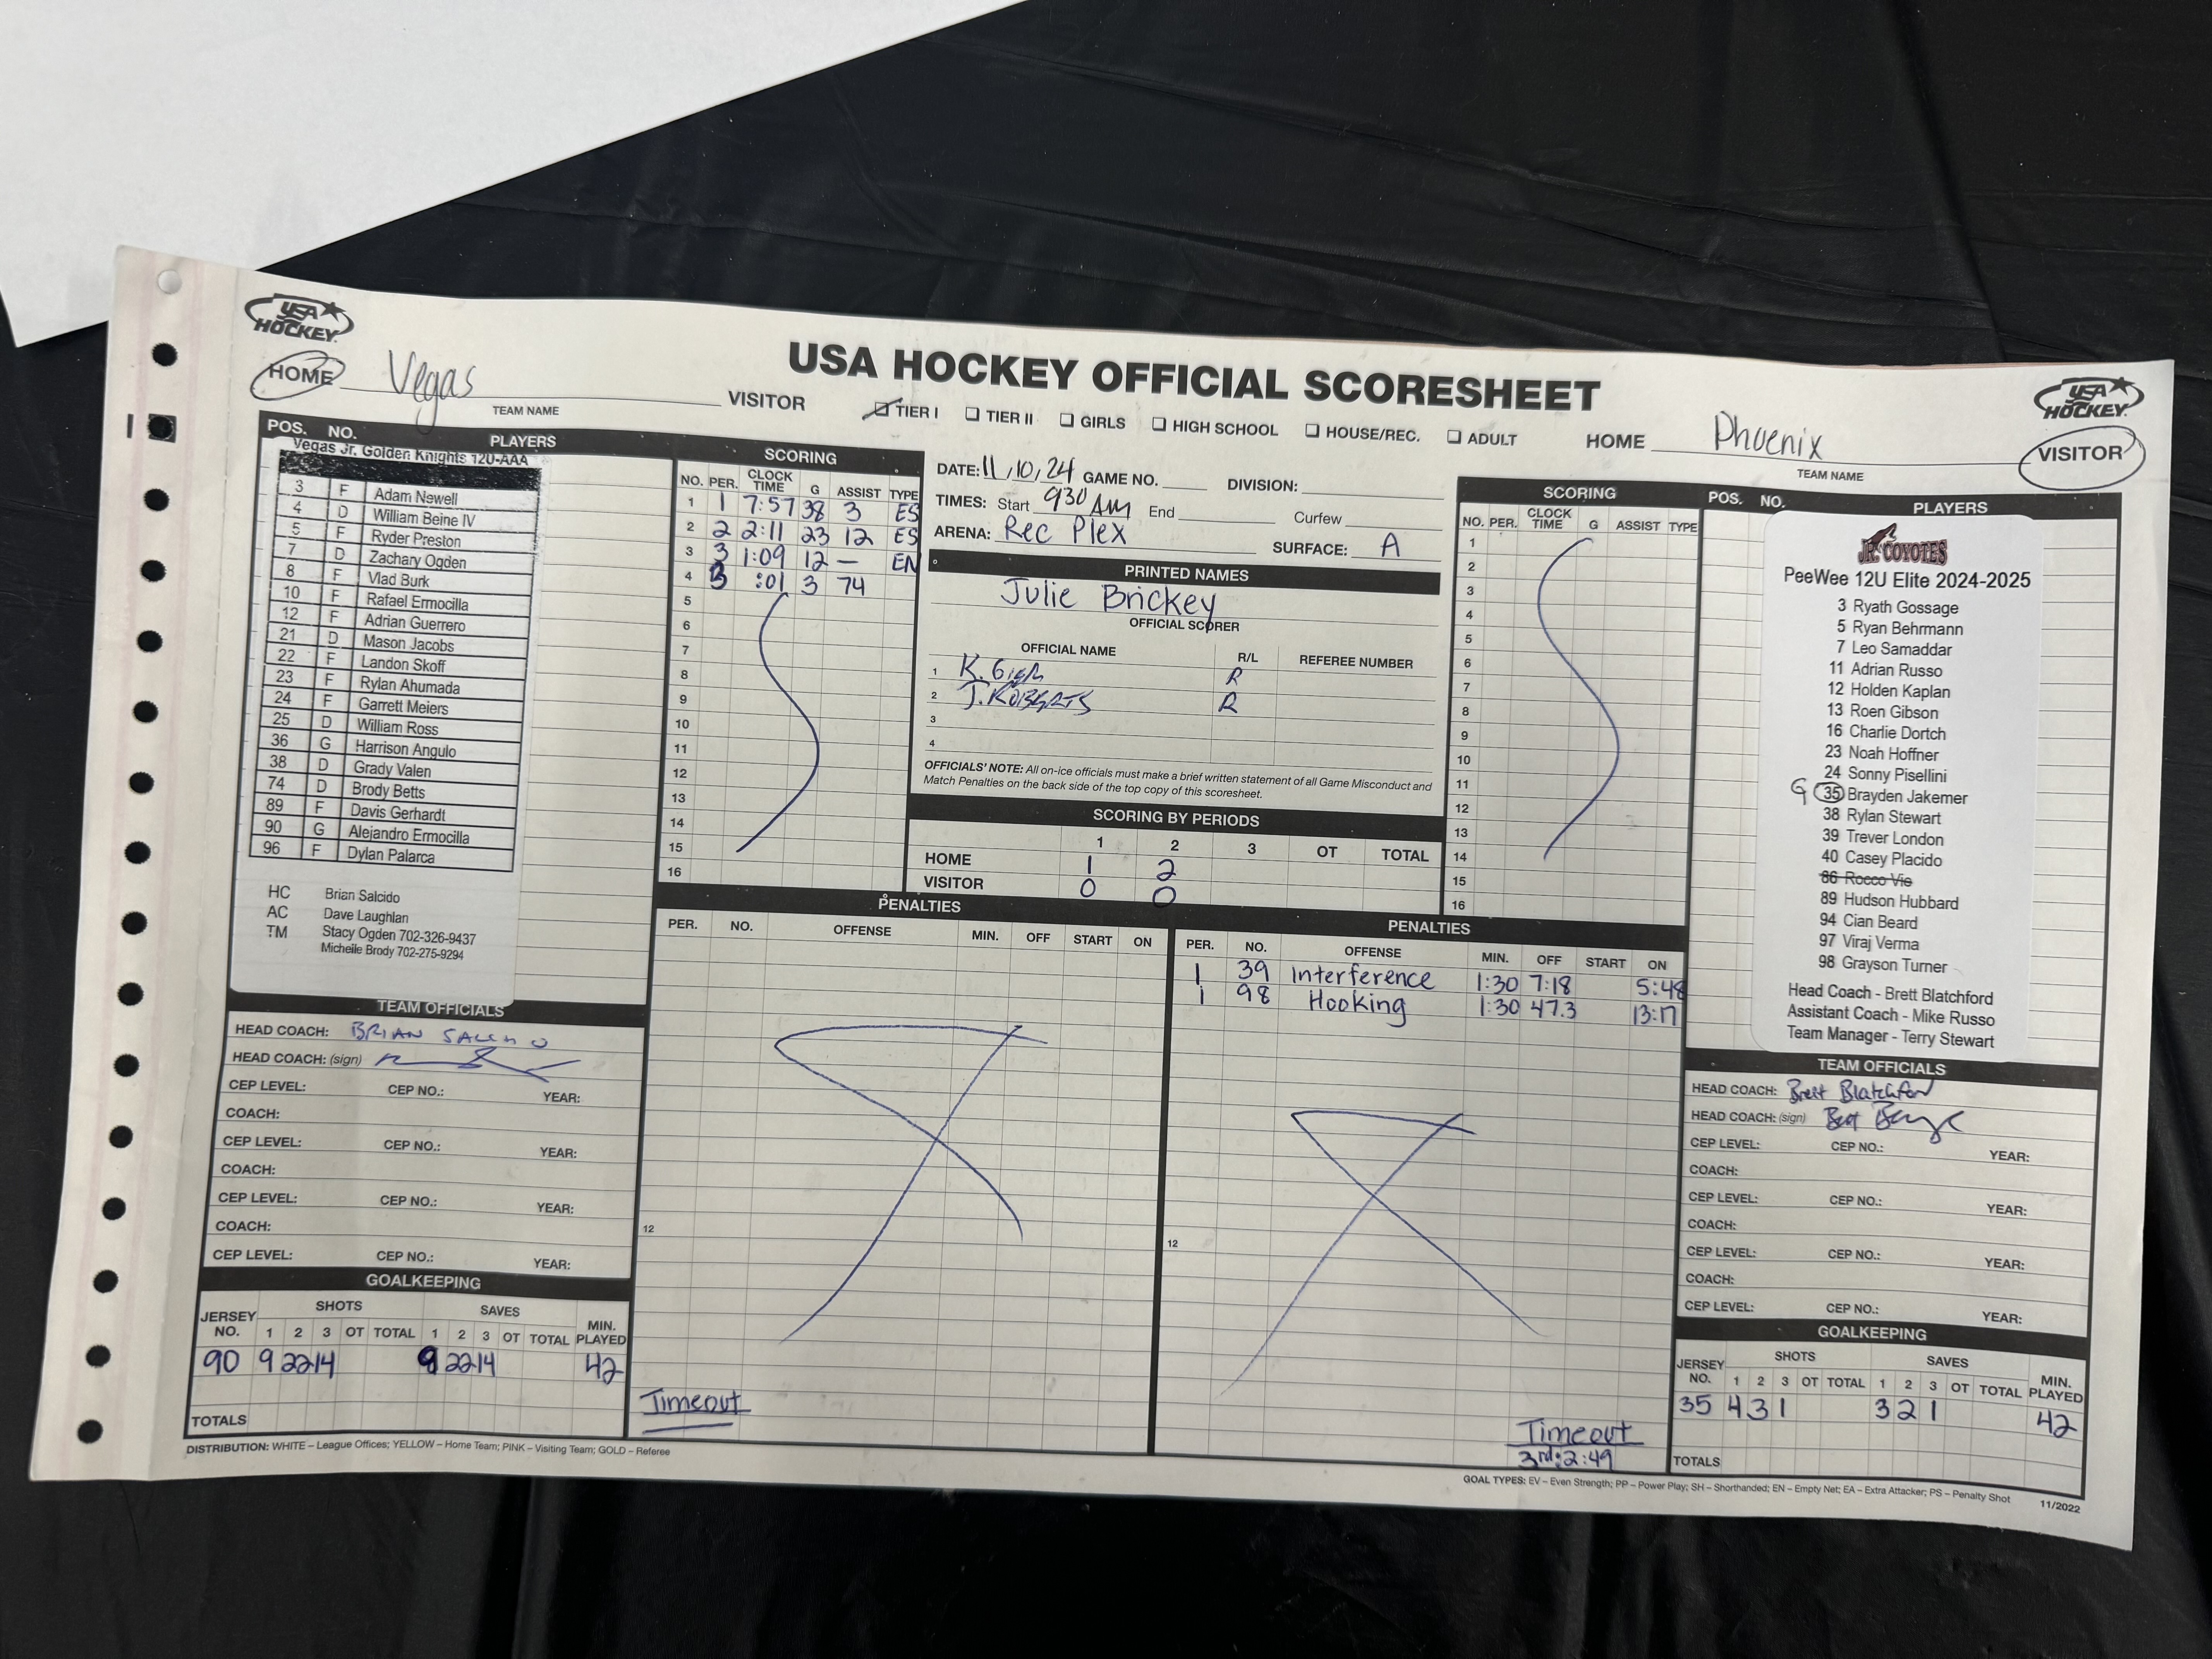 USA HOCKEY
USA HOCKEY OFFICIAL SCORESHEET
USA HOCKEY
HOME Vegas VISITOR
TEAM NAME
TIER I TIER II GIRLS HIGH SCHOOL HOUSE/REC. ADULT
HOME Phoenix VISITOR
TEAM NAME
POS. NO. PLAYERS
Vegas Jr. Golden Knights 12U-AAA
3 F Adam Newell
4 D William Beine IV
5 F Ryder Preston
7 D Zachary Ogden
8 F Vlad Burk
10 F Rafael Ermocilla
12 F Adrian Guerrero
21 D Mason Jacobs
22 F Landon Skoff
23 F Rylan Ahumada
24 F Garrett Meiers
25 D William Ross
36 G Harrison Angulo
38 D Grady Valen
74 D Brody Betts
89 F Davis Gerhardt
90 G Alejandro Ermocilla
96 F Dylan Palarca
HC Brian Salcido
AC Dave Laughlan
TM Stacy Ogden 702-326-9437
Michelle Brody 702-275-9294
TEAM OFFICIALS
HEAD COACH: BRIAN SALCIDO
HEAD COACH: (sign)
CEP LEVEL: CEP NO.: YEAR:
COACH:
CEP LEVEL: CEP NO.: YEAR:
COACH:
CEP LEVEL: CEP NO.: YEAR:
COACH:
CEP LEVEL: CEP NO.: YEAR:
GOALKEEPING
SHOTS SAVES
JERSEY NO. 1 2 3 OT TOTAL 1 2 3 OT TOTAL MIN. PLAYED
90 9 22 14 9 22 14 42
TOTALS
DISTRIBUTION: WHITE – League Offices; YELLOW – Home Team; PINK – Visiting Team; GOLD – Referee
SCORING
NO. PER. CLOCK TIME G ASSIST TYPE
1 1 7:57 38 3 ES
2 2 2:11 23 12 ES
3 3 1:09 12 — EN
4 3 :01 3 74
5
6
7
8
9
10
11
12
13
14
15
16
DATE: 11,10,24 GAME NO. DIVISION:
TIMES: Start 930 AM End Curfew
ARENA: Rec Plex SURFACE: A
PRINTED NAMES
Julie Brickey
OFFICIAL SCORER
OFFICIAL NAME R/L REFEREE NUMBER
1 K. R
2 J. ROBERTS R
3
4
OFFICIALS' NOTE: All on-ice officials must make a brief written statement of all Game Misconduct and
Match Penalties on the back side of the top copy of this scoresheet.
SCORING BY PERIODS
1 2 3 OT TOTAL
HOME 1 2
VISITOR 0 0
SCORING
NO. PER. CLOCK TIME G ASSIST TYPE
1
2
3
4
5
6
7
8
9
10
11
12
13
14
15
16
PENALTIES
PER. NO. OFFENSE MIN. OFF START ON
12
Timeout
PENALTIES
PER. NO. OFFENSE MIN. OFF START ON
1 39 Interference 1:30 7:18 5:48
1 98 Hooking 1:30 47.3 13:17
12
Timeout
3rd: 2:49
POS. NO. PLAYERS
JR. COYOTES
PeeWee 12U Elite 2024-2025
3 Ryath Gossage
5 Ryan Behrmann
7 Leo Samaddar
11 Adrian Russo
12 Holden Kaplan
13 Roen Gibson
16 Charlie Dortch
23 Noah Hoffner
24 Sonny Pisellini
G 35 Brayden Jakemer
38 Rylan Stewart
39 Trever London
40 Casey Placido
86 Rocco Vie
89 Hudson Hubbard
94 Cian Beard
97 Viraj Verma
98 Grayson Turner
Head Coach - Brett Blatchford
Assistant Coach - Mike Russo
Team Manager - Terry Stewart
TEAM OFFICIALS
HEAD COACH: Brett Blatchford
HEAD COACH: (sign)
CEP LEVEL: CEP NO.: YEAR:
COACH:
CEP LEVEL: CEP NO.: YEAR:
COACH:
CEP LEVEL: CEP NO.: YEAR:
COACH:
CEP LEVEL: CEP NO.: YEAR:
GOALKEEPING
SHOTS SAVES
JERSEY NO. 1 2 3 OT TOTAL 1 2 3 OT TOTAL MIN. PLAYED
35 4 3 1 3 2 1 42
TOTALS
GOAL TYPES: EV – Even Strength; PP – Power Play; SH – Shorthanded; EN – Empty Net; EA – Extra Attacker; PS – Penalty Shot
11/2022